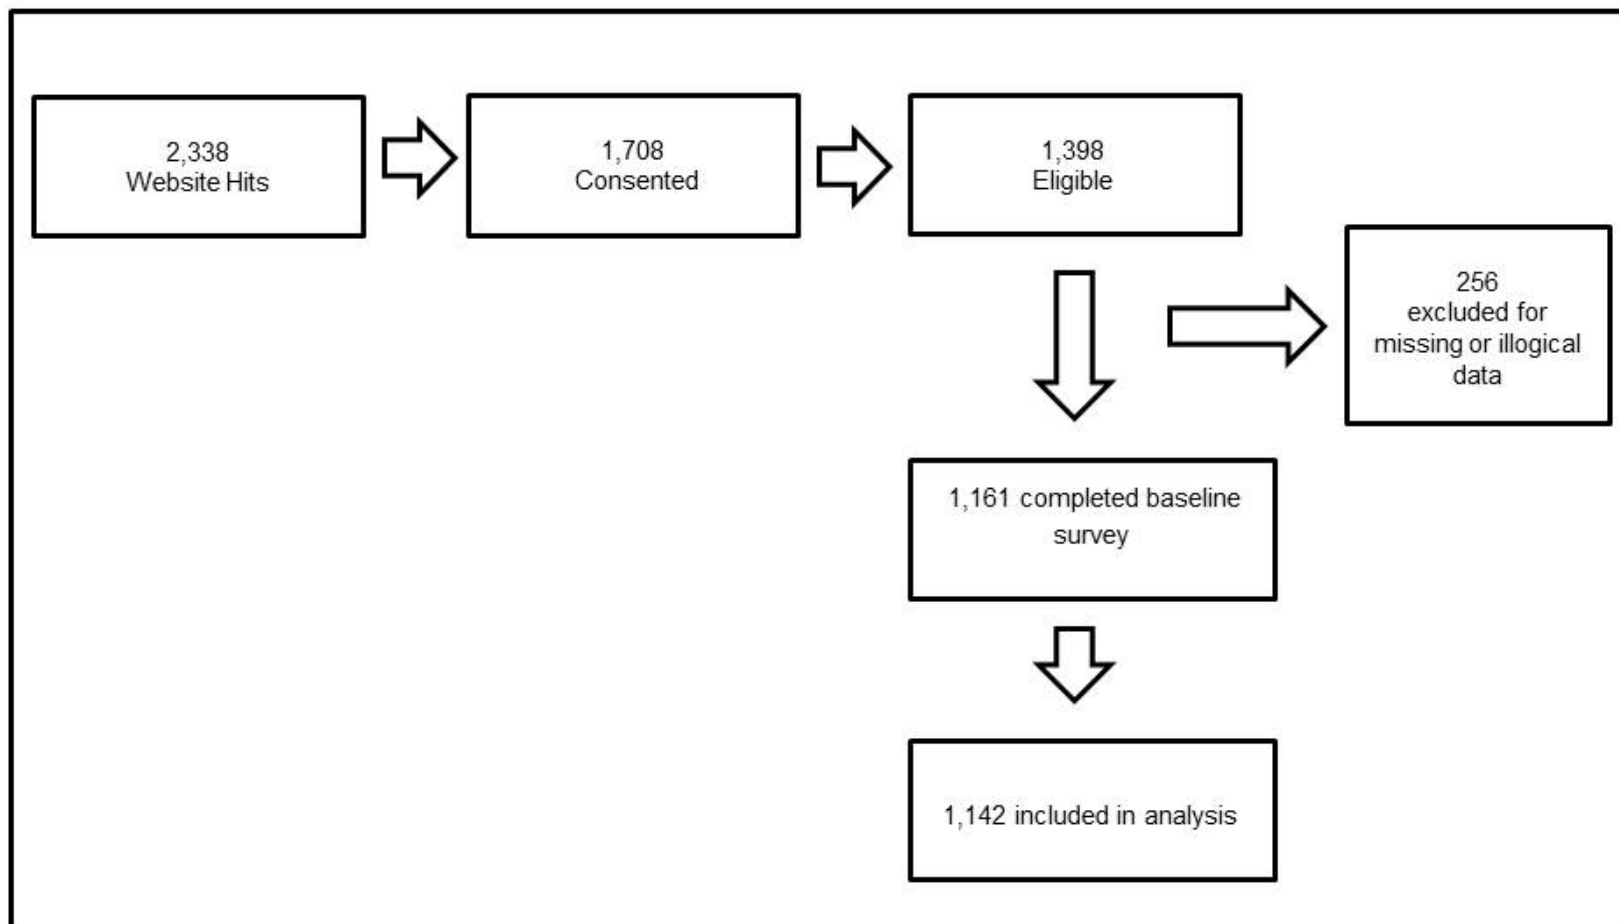 2,338
Website Hits
1,708
Consented
1,398
Eligible
256
excluded for
missing or illogical
data
1,161 completed baseline
survey
1,142 included in analysis